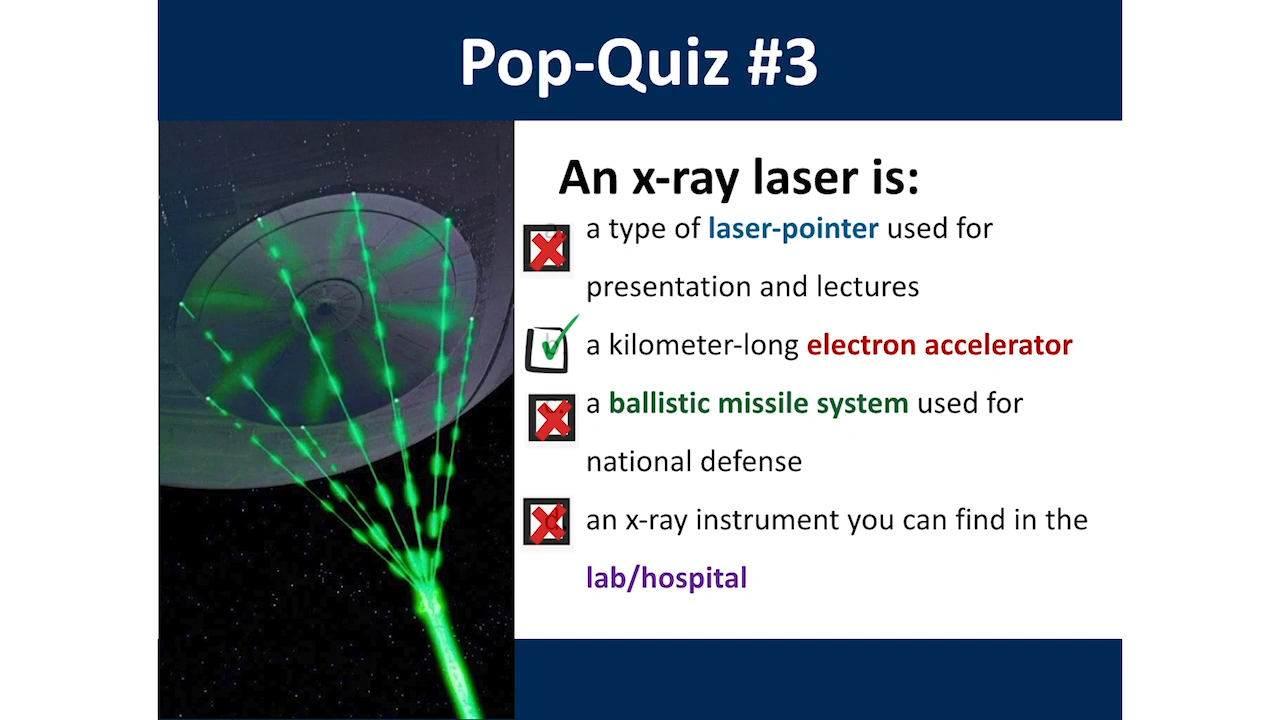 Pop-Quiz #3
An x-ray laser is:
a type of laser-pointer used for
presentation and lectures
a kilometer-long electron accelerator
a ballistic missile system used for
national defense
d. an x-ray instrument you can find in the
lab/hospital